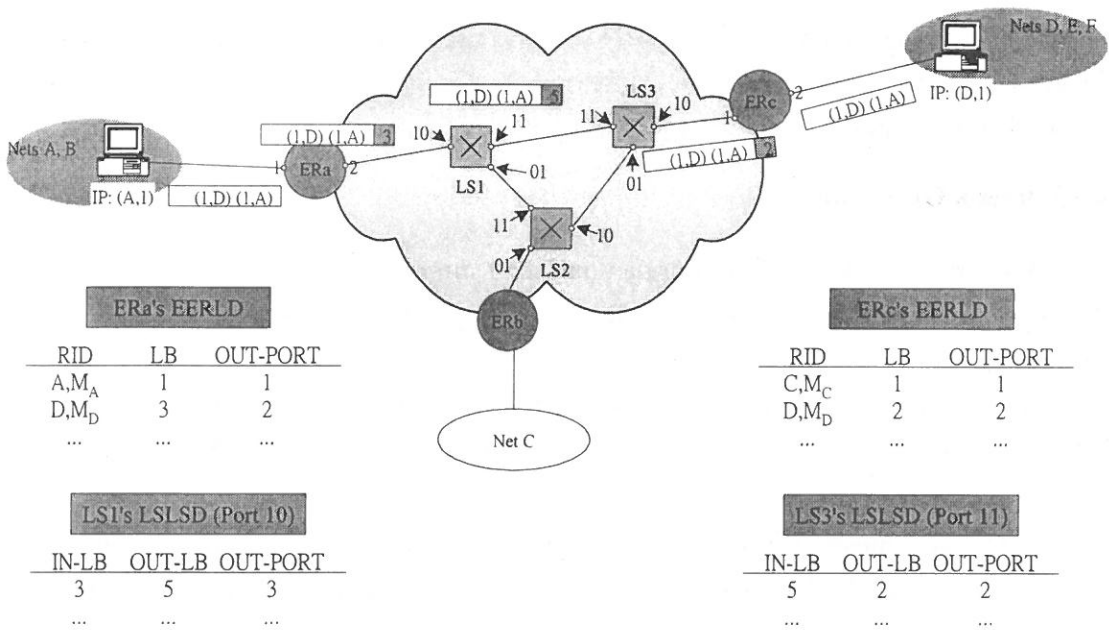 Nets D, E, F
IP: (D,1)
ERc
2
1
(1,D) (1,A)
(1,D) (1,A) 5
LS3
11
10
01
(1,D) (1,A) 2
(1,D) (1,A) 3
10
11
01
LS1
Nets A, B
IP: (A,1)
1
ERa
2
(1,D) (1,A)
11
10
01
LS2
ERb
Net C
ERa's EERLD
RID LB OUT-PORT
A,MA 1 1
D,MD 3 2
... ... ...
ERc's EERLD
RID LB OUT-PORT
C,MC 1 1
D,MD 2 2
... ... ...
LS1's LSLSD (Port 10)
IN-LB OUT-LB OUT-PORT
3 5 3
... ... ...
LS3's LSLSD (Port 11)
IN-LB OUT-LB OUT-PORT
5 2 2
... ... ...